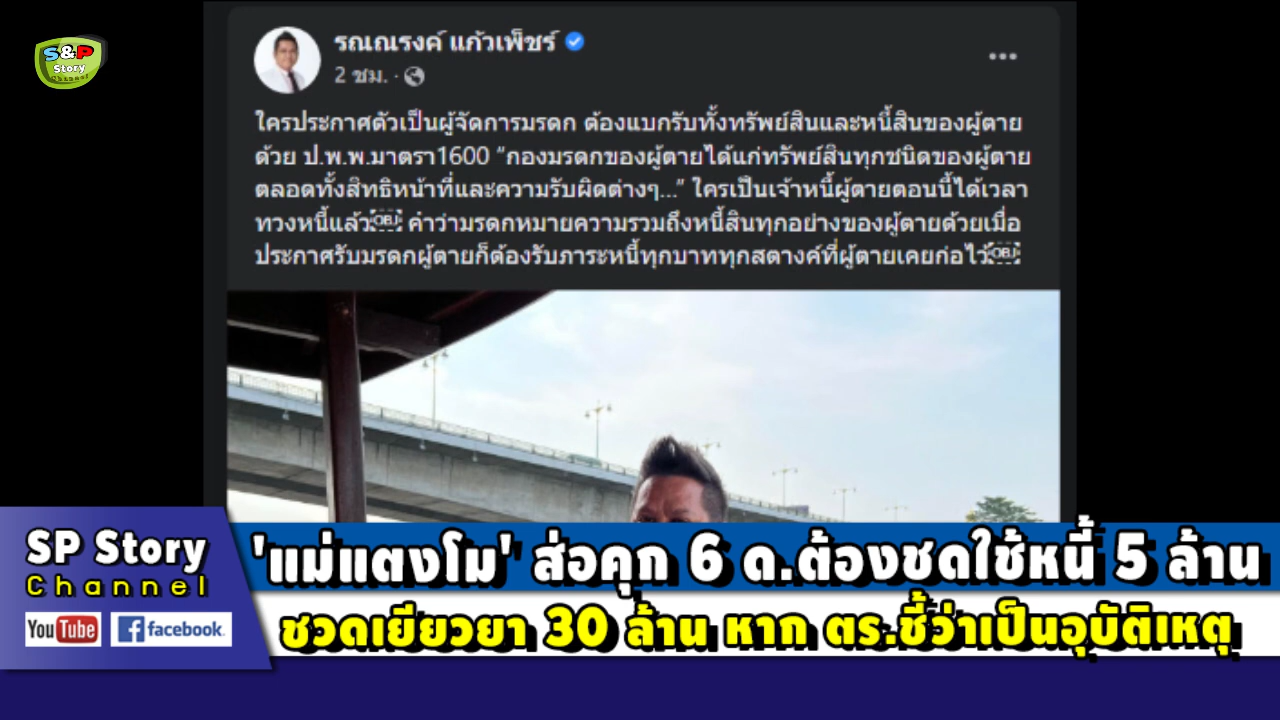 S&P
Story
Channel
รณณรงค์ แก้วเพ็ชร์
2 ชม. ·
ใครประกาศตัวเป็นผู้จัดการมรดก ต้องแบกรับทั้งทรัพย์สินและหนี้สินของผู้ตาย
ด้วย ป.พ.พ.มาตรา1600 “กองมรดกของผู้ตายได้แก่ทรัพย์สินทุกชนิดของผู้ตาย
ตลอดทั้งสิทธิหน้าที่และความรับผิดต่างๆ...” ใครเป็นเจ้าหนี้ผู้ตายตอนนี้ได้เวลา
ทวงหนี้แล้ว￼ คำว่ามรดกหมายความรวมถึงหนี้สินทุกอย่างของผู้ตายด้วยเมื่อ
ประกาศรับมรดกผู้ตายก็ต้องรับภาระหนี้ทุกบาททุกสตางค์ที่ผู้ตายเคยก่อไว้￼
SP Story
Channel
YouTube facebook.
'แม่แตงโม' ส่อคุก 6 ด.ต้องชดใช้หนี้ 5 ล้าน
ชวดเยียวยา 30 ล้าน หาก ตร.ชี้ว่าเป็นอุบัติเหตุ